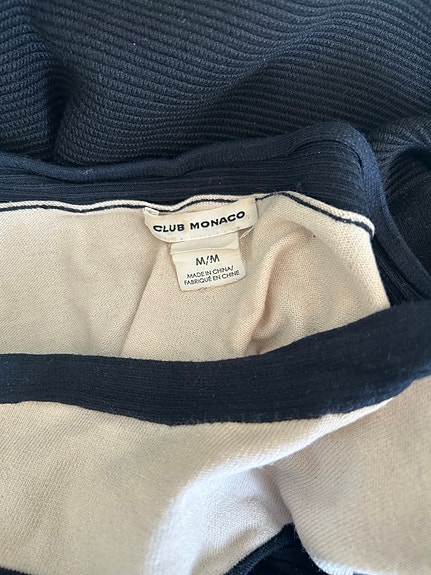 CLUB MONACO
M/M
MADE IN CHINA/
FABRIQUÉ EN CHINE